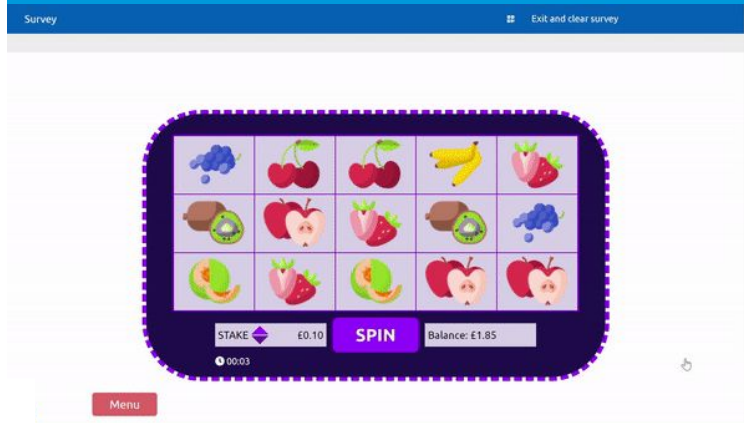 Survey
Exit and clear survey
STAKE £0.10
SPIN
Balance: £1.85
00:03
Menu